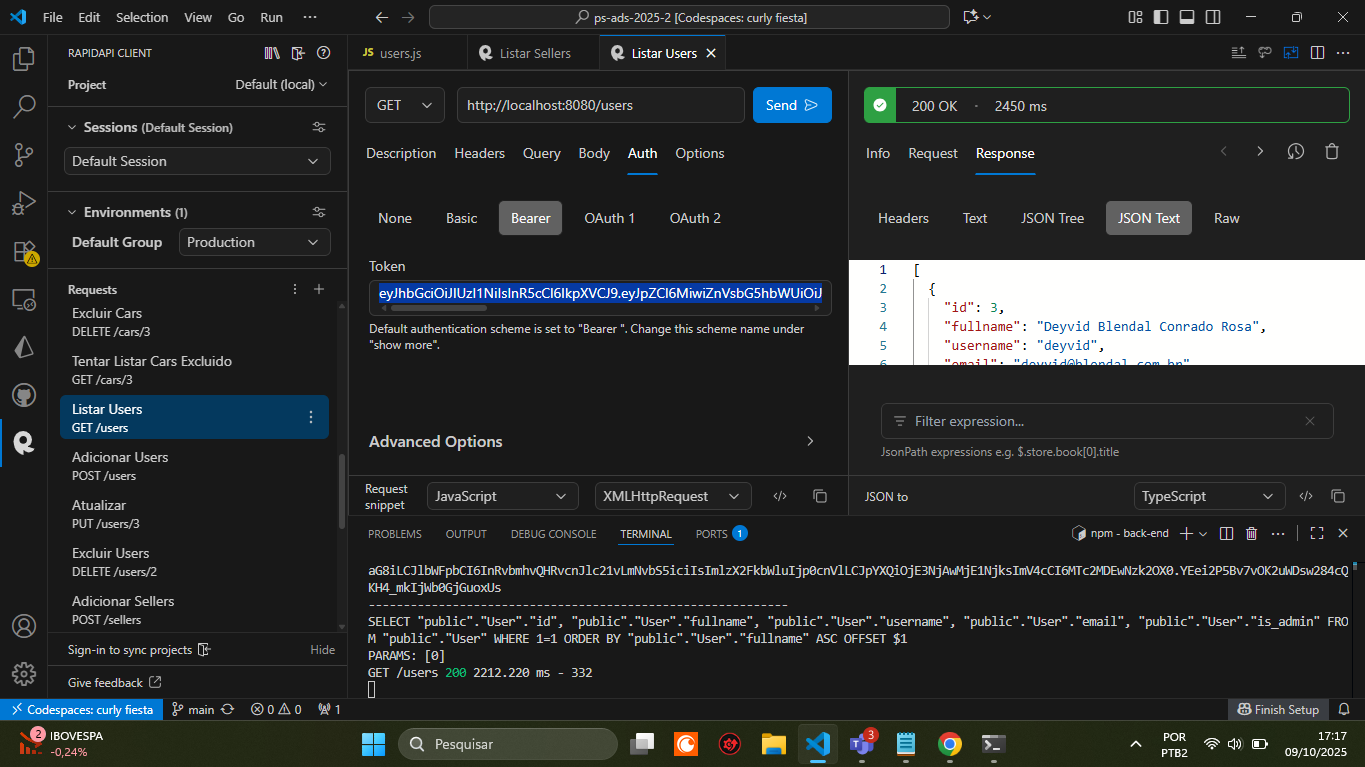 File Edit Selection View Go Run ···
ps-ads-2025-2 [Codespaces: curly fiesta]
RAPIDAPI CLIENT
Project Default (local)
Sessions (Default Session)
Default Session
Environments (1)
Default Group Production
Requests
Excluir Cars
DELETE /cars/3
Tentar Listar Cars Excluido
GET /cars/3
Listar Users
GET /users
Adicionar Users
POST /users
Atualizar
PUT /users/3
Excluir Users
DELETE /users/2
Adicionar Sellers
POST /sellers
Sign-in to sync projects Hide
Give feedback
JS users.js Listar Sellers Listar Users
GET http://localhost:8080/users Send
Description Headers Query Body Auth Options
None Basic Bearer OAuth 1 OAuth 2
Token
Default authentication scheme is set to "Bearer ". Change this scheme name under
"show more".
Advanced Options
Request
snippet
JavaScript XMLHttpRequest
200 OK · 2450 ms
Info Request Response
Headers Text JSON Tree JSON Text Raw
1 [
2 {
3 "id": 3,
4 "fullname": "Deyvid Blendal Conrado Rosa",
5 "username": "deyvid",
6 "email": "deyvid@blendal.com.br"
Filter expression...
JsonPath expressions e.g. $.store.book[0].title
JSON to TypeScript
PROBLEMS OUTPUT DEBUG CONSOLE TERMINAL PORTS 1
npm - back-end
------------------------------------------------------------
SELECT "public"."User"."id", "public"."User"."fullname", "public"."User"."username", "public"."User"."email", "public"."User"."is_admin" FRO
M "public"."User" WHERE 1=1 ORDER BY "public"."User"."fullname" ASC OFFSET $1
PARAMS: [0]
GET /users 200 2212.220 ms - 332
Codespaces: curly fiesta main 0 0 1 Finish Setup
2 IBOVESPA
-0,24%
Pesquisar
3
POR
PTB2
17:17
09/10/2025